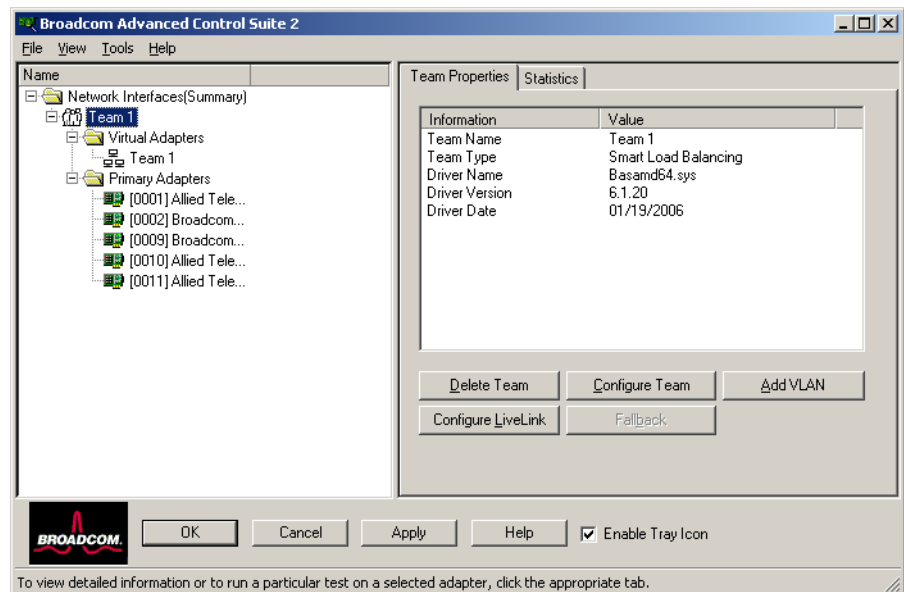 Broadcom Advanced Control Suite 2
File View Tools Help
Name
Network Interfaces(Summary)
Team 1
Virtual Adapters
Team 1
Primary Adapters
[0001] Allied Tele...
[0002] Broadcom...
[0009] Broadcom...
[0010] Allied Tele...
[0011] Allied Tele...
Team Properties Statistics
Information Value
Team Name Team 1
Team Type Smart Load Balancing
Driver Name Basamd64.sys
Driver Version 6.1.20
Driver Date 01/19/2006
Delete Team Configure Team Add VLAN
Configure LiveLink Fallback
BROADCOM. OK Cancel Apply Help Enable Tray Icon
To view detailed information or to run a particular test on a selected adapter, click the appropriate tab.